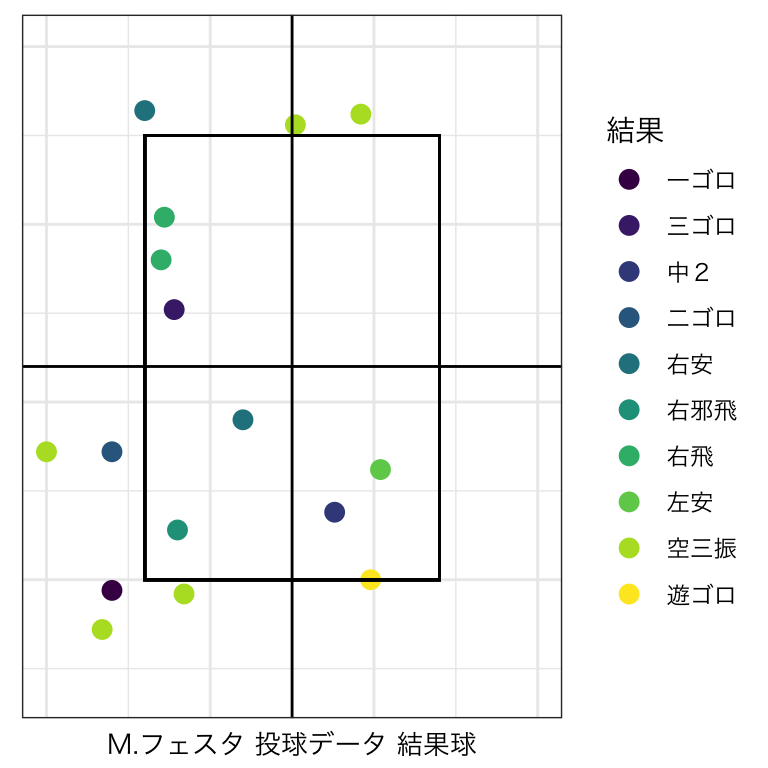 結果
一ゴロ
三ゴロ
中２
二ゴロ
右安
右邪飛
右飛
左安
空三振
遊ゴロ
M.フェスタ 投球データ 結果球